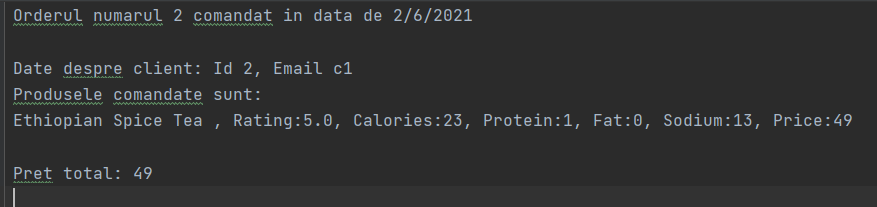 Orderul numarul 2 comandat in data de 2/6/2021
Date despre client: Id 2, Email c1
Produsele comandate sunt:
Ethiopian Spice Tea , Rating:5.0, Calories:23, Protein:1, Fat:0, Sodium:13, Price:49
Pret total: 49